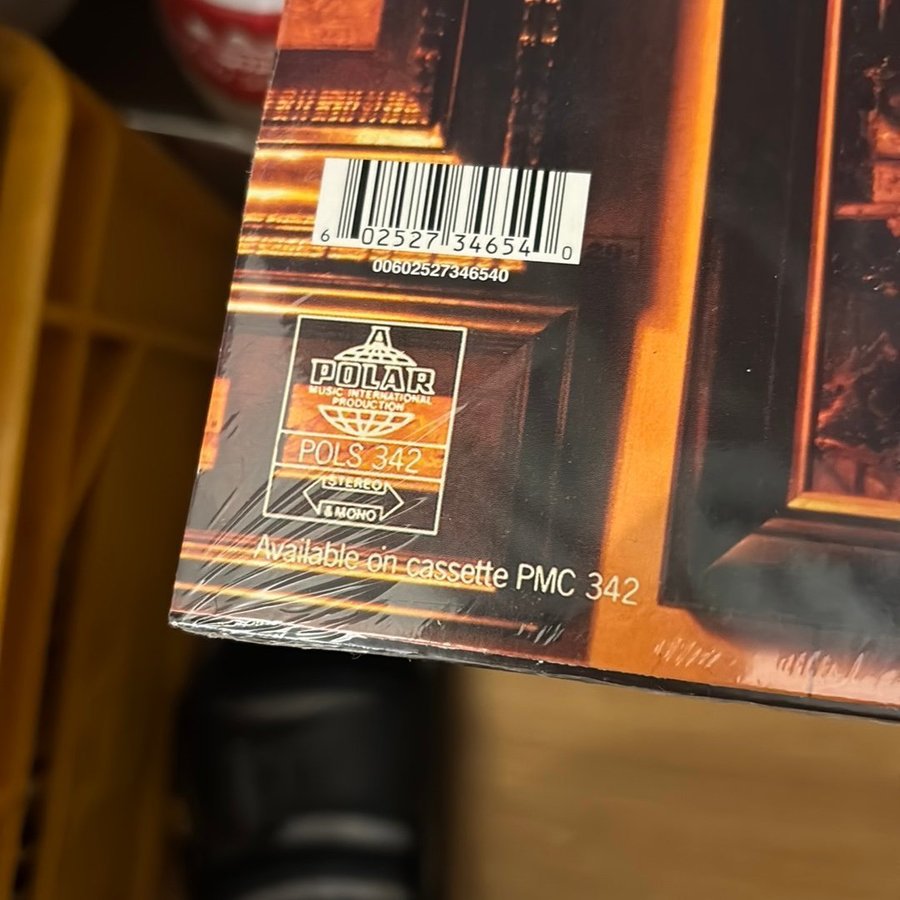 6 02527 34654 0
00602527346540
A
POLAR
MUSIC INTERNATIONAL
PRODUCTION
POLS 342
STEREO
& MONO
Available on cassette PMC 342